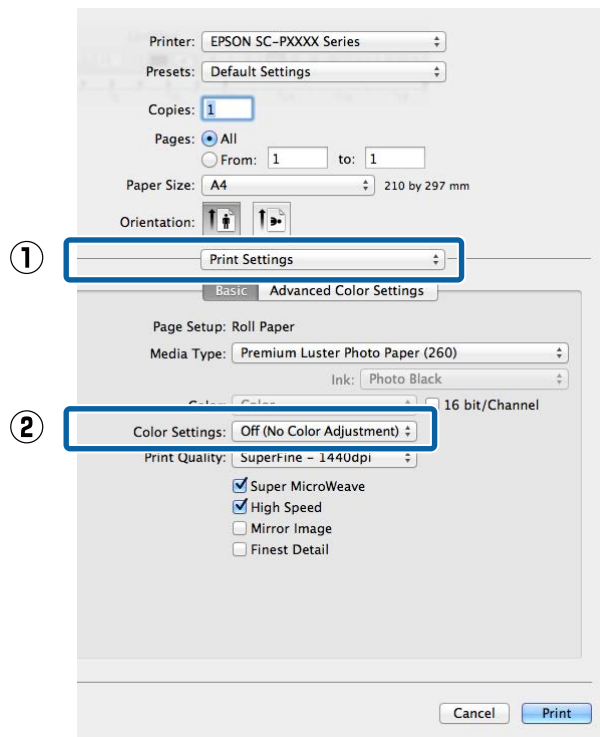 Printer: EPSON SC-PXXXX Series
Presets: Default Settings
Copies: 1
Pages: All
From: 1 to: 1
Paper Size: A4 210 by 297 mm
Orientation:
1
Print Settings
Basic Advanced Color Settings
Page Setup: Roll Paper
Media Type: Premium Luster Photo Paper (260)
Ink: Photo Black
Color: Color 16 bit/Channel
2
Color Settings: Off (No Color Adjustment)
Print Quality: SuperFine – 1440dpi
Super MicroWeave
High Speed
Mirror Image
Finest Detail
Cancel Print